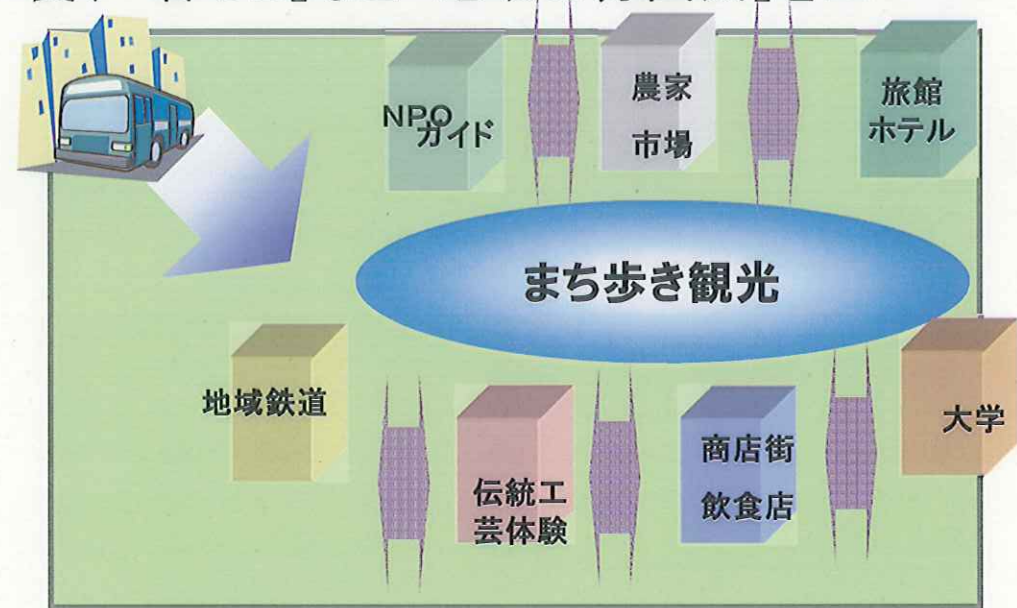 NPO
ガイド
農家
市場
旅館
ホテル
まち歩き観光
地域鉄道
伝統工
芸体験
商店街
飲食店
大学